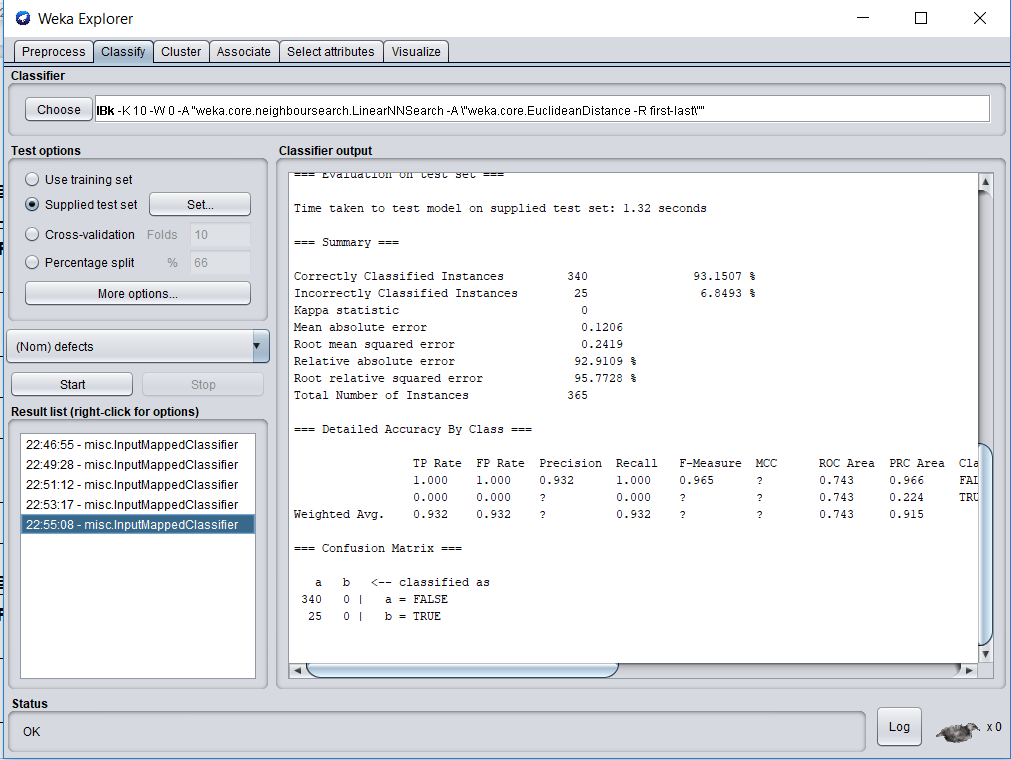 Weka Explorer
Preprocess Classify Cluster Associate Select attributes Visualize
Classifier
Choose IBk -K 10 -W 0 -A "weka.core.neighboursearch.LinearNNSearch -A \"weka.core.EuclideanDistance -R first-last\""
Test options
Use training set
Supplied test set Set...
Cross-validation Folds 10
Percentage split % 66
More options...
(Nom) defects
Start Stop
Result list (right-click for options)
22:46:55 - misc.InputMappedClassifier
22:49:28 - misc.InputMappedClassifier
22:51:12 - misc.InputMappedClassifier
22:53:17 - misc.InputMappedClassifier
22:55:08 - misc.InputMappedClassifier
Classifier output
=== Evaluation on test set ===
Time taken to test model on supplied test set: 1.32 seconds
=== Summary ===
Correctly Classified Instances 340 93.1507 %
Incorrectly Classified Instances 25 6.8493 %
Kappa statistic 0
Mean absolute error 0.1206
Root mean squared error 0.2419
Relative absolute error 92.9109 %
Root relative squared error 95.7728 %
Total Number of Instances 365
=== Detailed Accuracy By Class ===
TP Rate FP Rate Precision Recall F-Measure MCC ROC Area PRC Area Cla
1.000 1.000 0.932 1.000 0.965 ? 0.743 0.966 FAL
0.000 0.000 ? 0.000 ? ? 0.743 0.224 TRU
Weighted Avg. 0.932 0.932 ? 0.932 ? ? 0.743 0.915
=== Confusion Matrix ===
a b <-- classified as
340 0 | a = FALSE
25 0 | b = TRUE
Status
OK
Log x 0